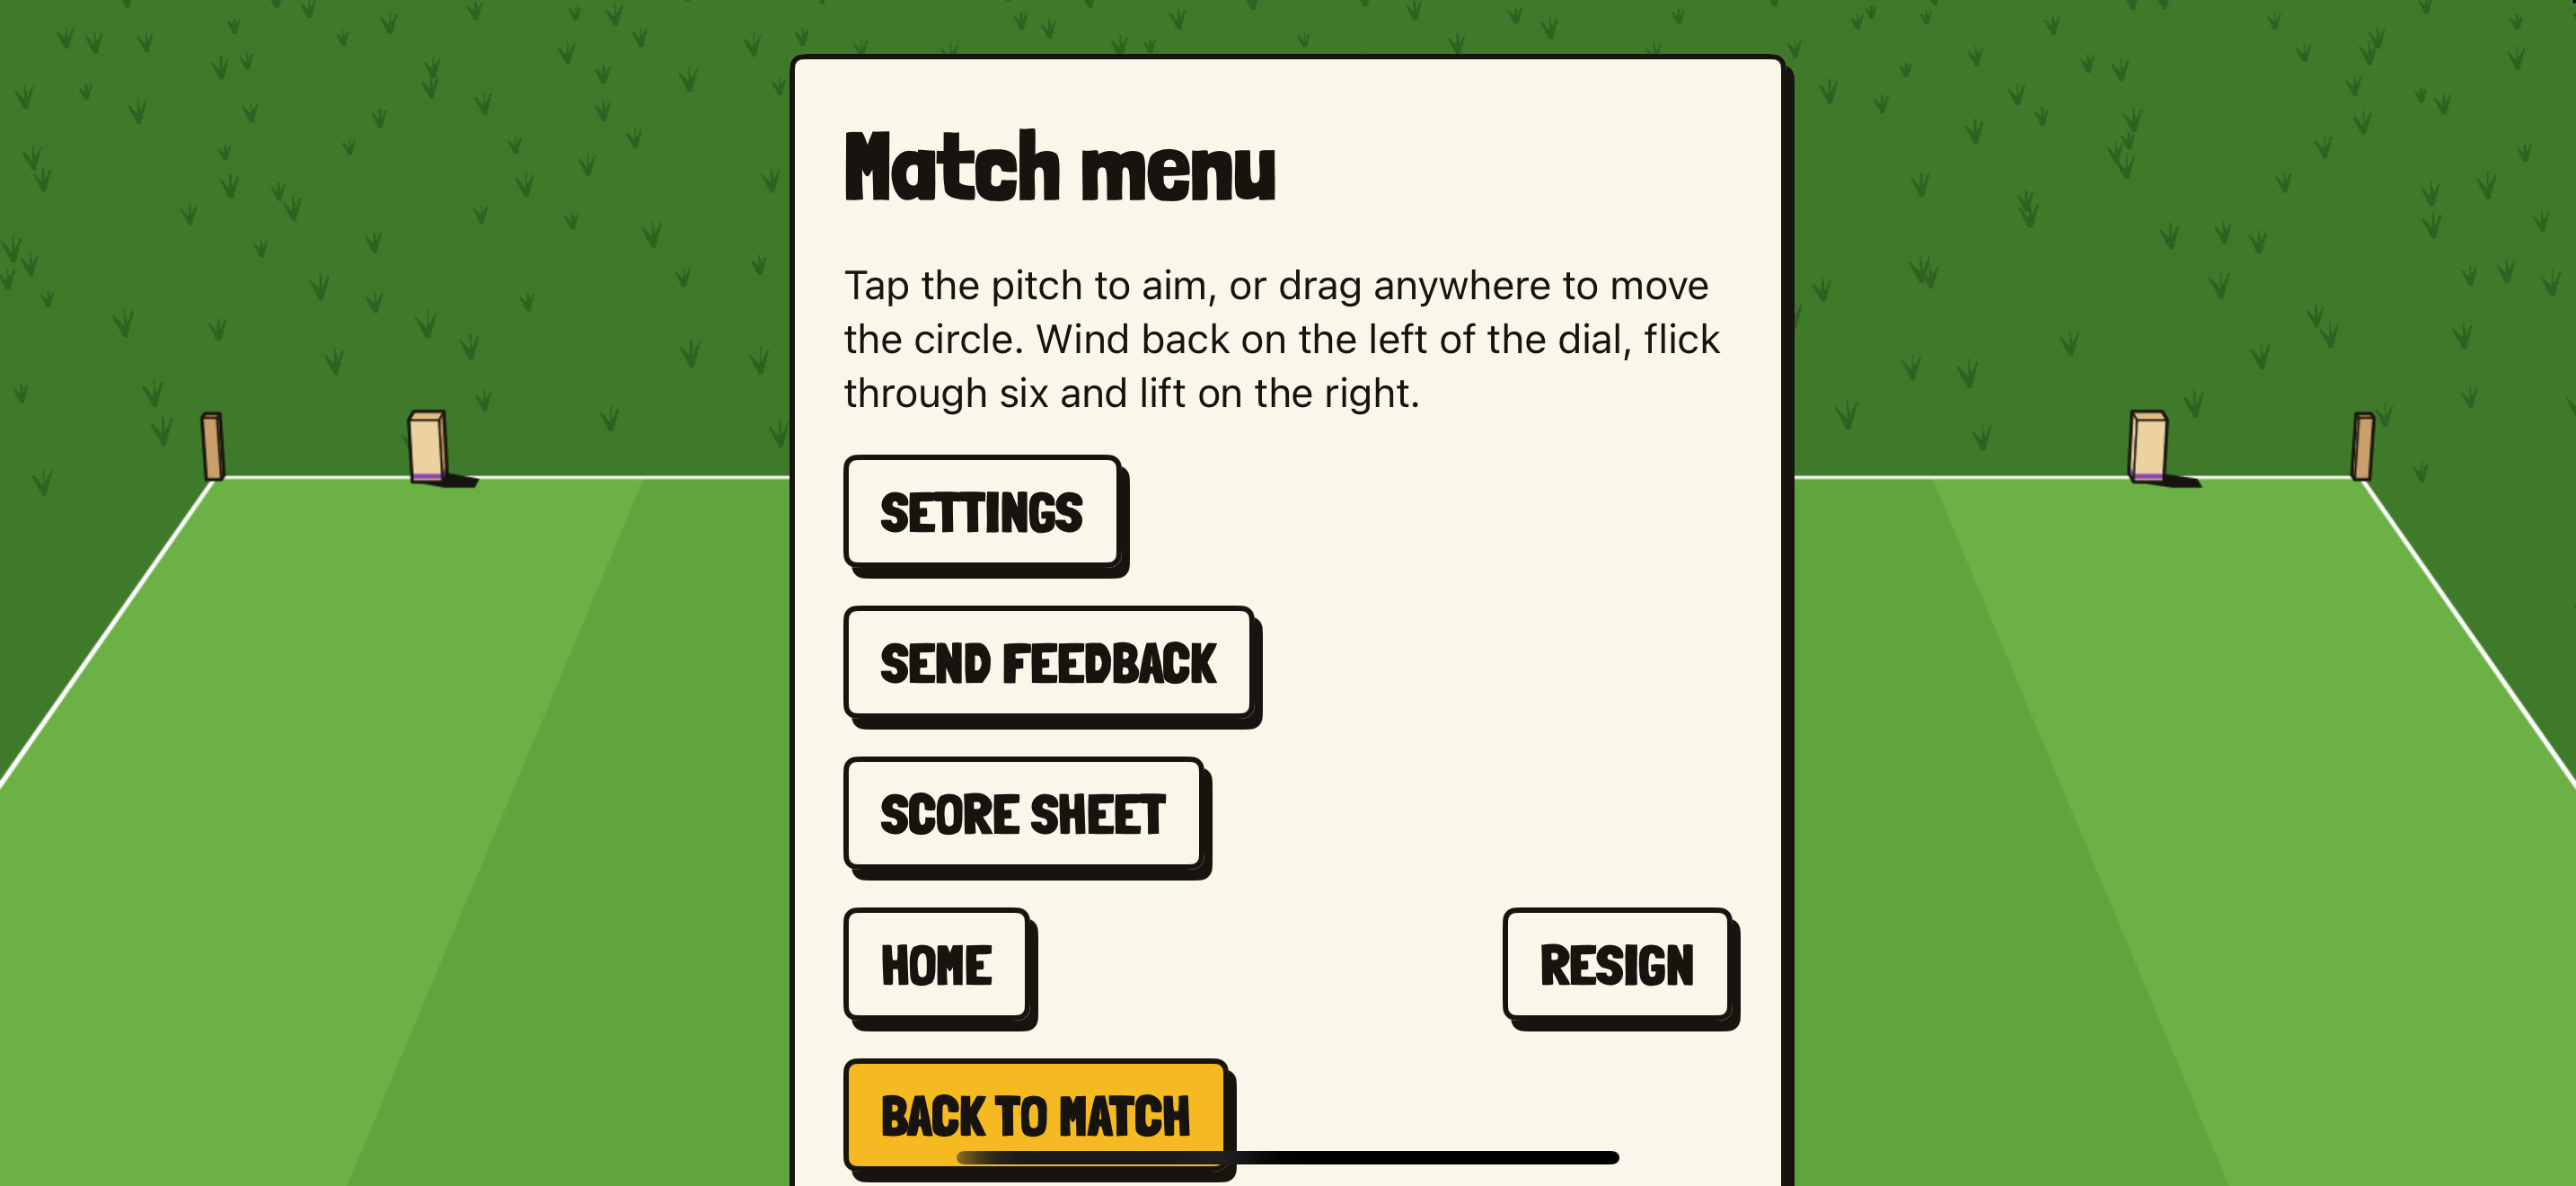 Match menu
Tap the pitch to aim, or drag anywhere to move
the circle. Wind back on the left of the dial, flick
through six and lift on the right.
SETTINGS
SEND FEEDBACK
SCORE SHEET
HOME
RESIGN
BACK TO MATCH